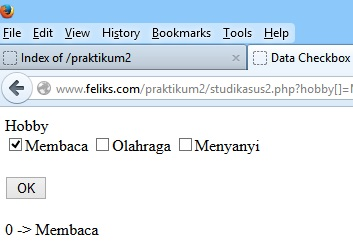 File Edit View History Bookmarks Tools Help
Index of /praktikum2 × Data Checkbox
www.feliks.com/praktikum2/studikasus2.php?hobby[]=
Hobby
Membaca Olahraga Menyanyi
OK
0 -> Membaca